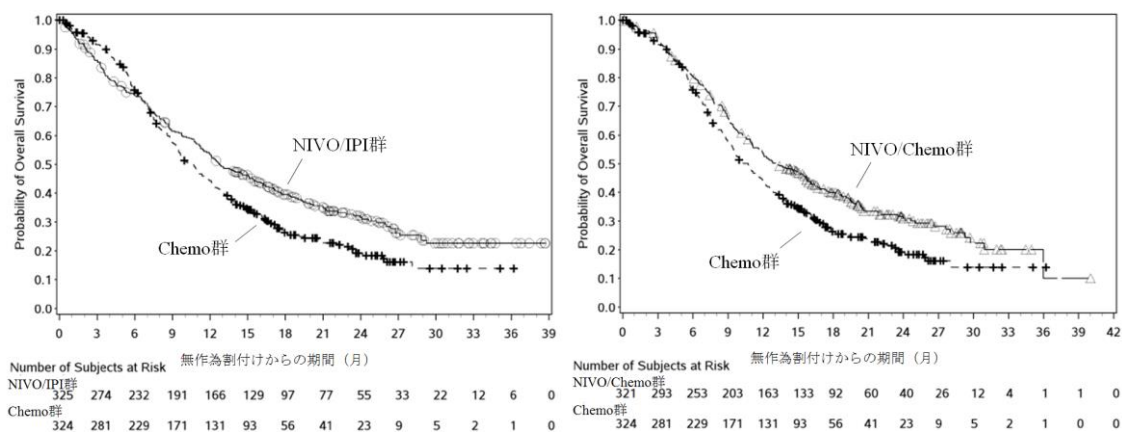 1.0
0.9
0.8
0.7
0.6
0.5
0.4
0.3
0.2
0.1
0.0
Probability of Overall Survival
NIVO/IPI群
Chemo群
0 3 6 9 12 15 18 21 24 27 30 33 36 39
無作為割付けからの期間(月)
Number of Subjects at Risk
NIVO/IPI群
325 274 232 191 166 129 97 77 55 33 22 12 6 0
Chemo群
324 281 229 171 131 93 56 41 23 9 5 2 1 0
1.0
0.9
0.8
0.7
0.6
0.5
0.4
0.3
0.2
0.1
0.0
Probability of Overall Survival
NIVO/Chemo群
Chemo群
0 3 6 9 12 15 18 21 24 27 30 33 36 39 42
無作為割付けからの期間(月)
Number of Subjects at Risk
NIVO/Chemo群
321 293 253 203 163 133 92 60 40 26 12 4 1 1 0
Chemo群
324 281 229 171 131 93 56 41 23 9 5 2 1 0 0